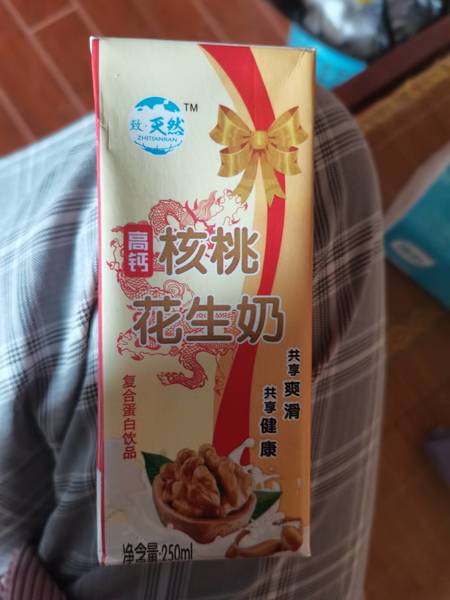 致·天然 TM
ZHITIANRAN
高钙
核桃
花生奶
共享爽滑
共享健康
复合蛋白饮品
净含量:250ml